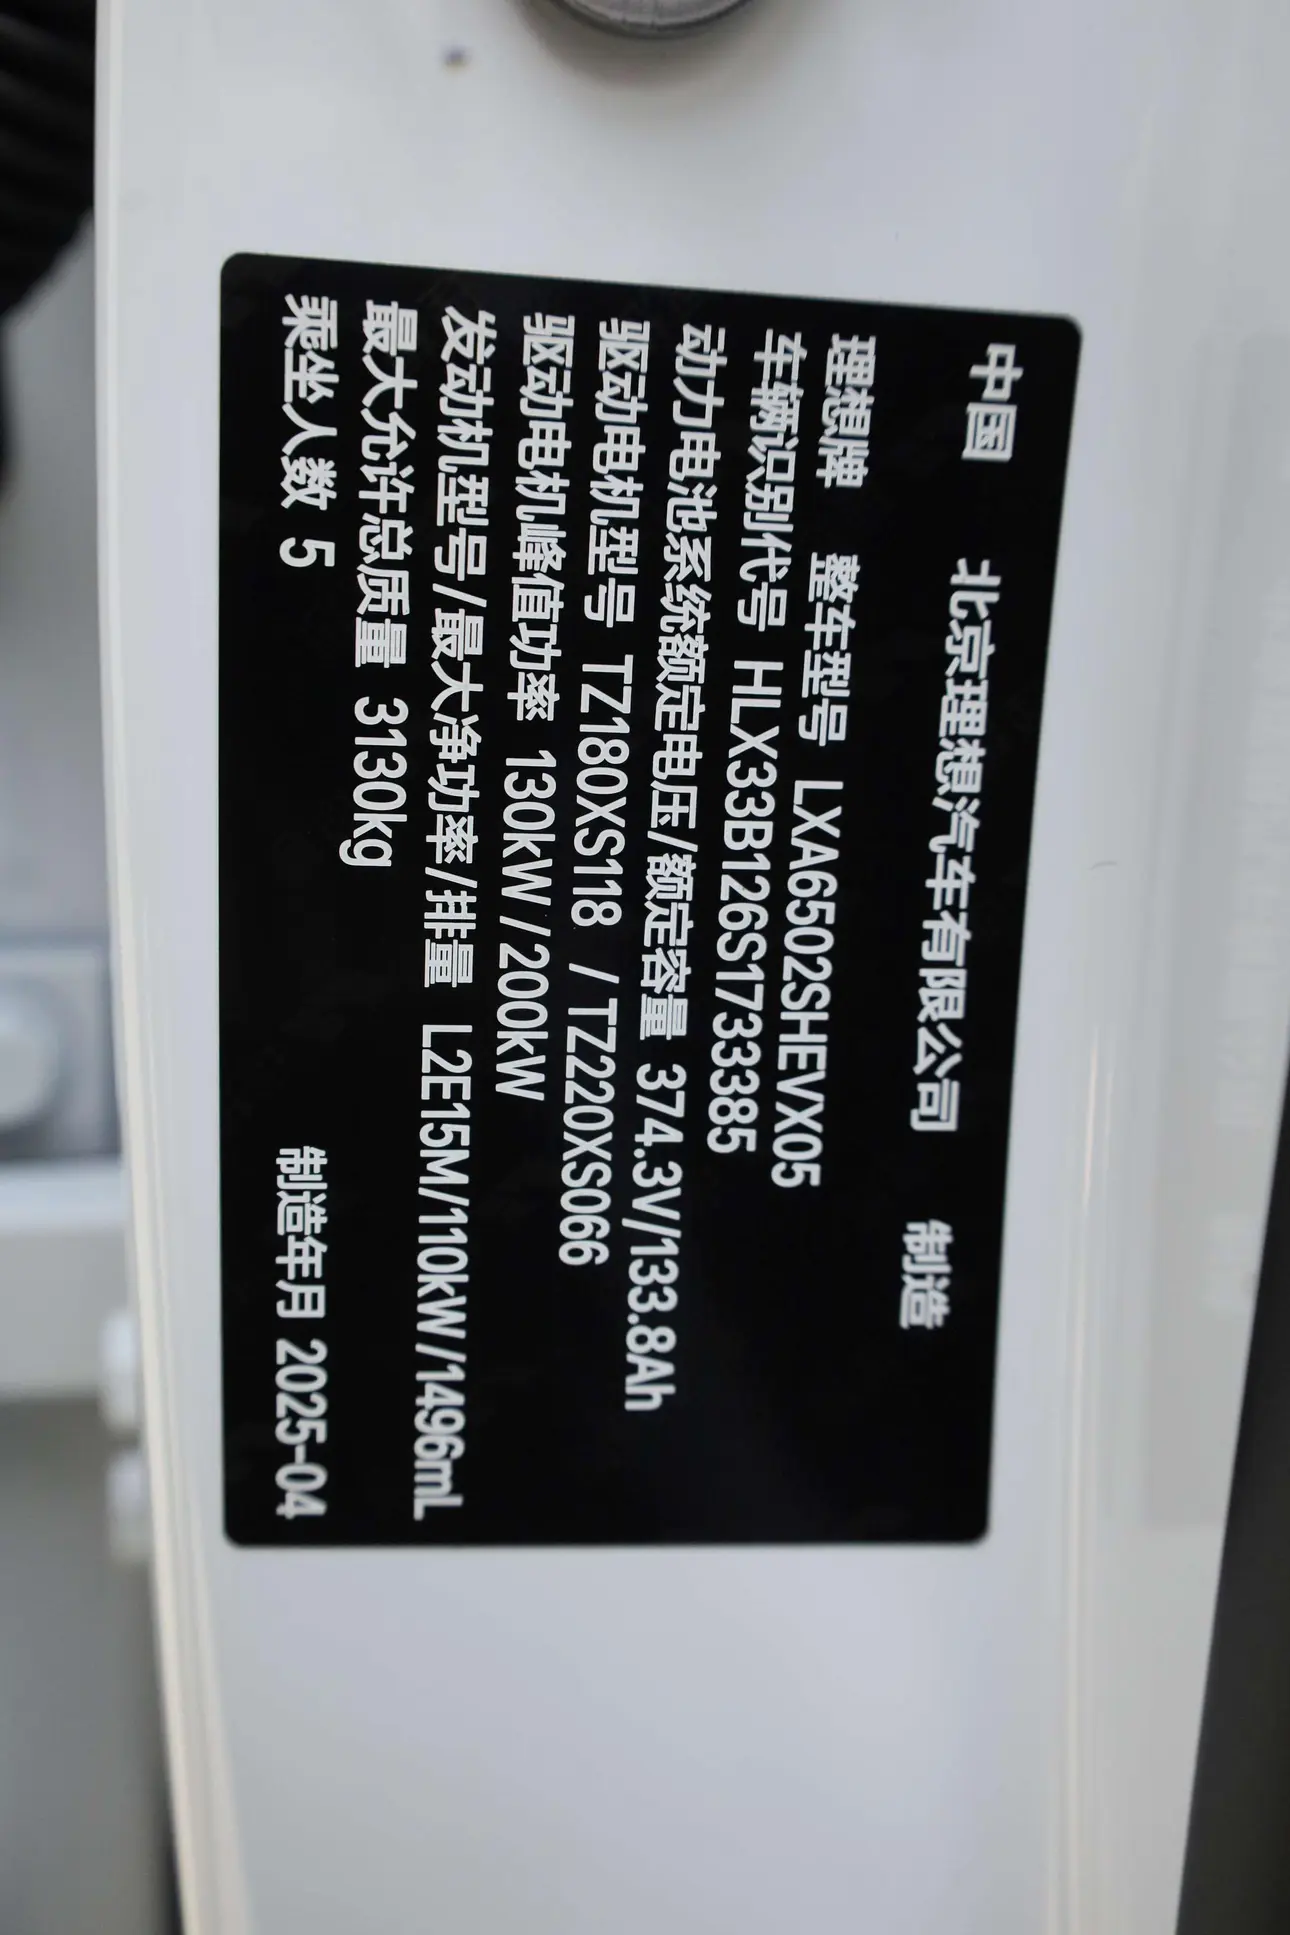 中国 北京理想汽车有限公司 制造
理想牌 整车型号 LXA6502SHEVX05
车辆识别代号 HLX33B126S1733385
动力电池系统额定电压/额定容量 374.3V/133.8Ah
驱动电机型号 TZ180XS118 / TZ220XS066
驱动电机峰值功率 130kW/200kW
发动机型号/最大净功率/排量 L2E15M/110kW/1496mL
最大允许总质量 3130kg
乘坐人数 5 制造年月 2025-04